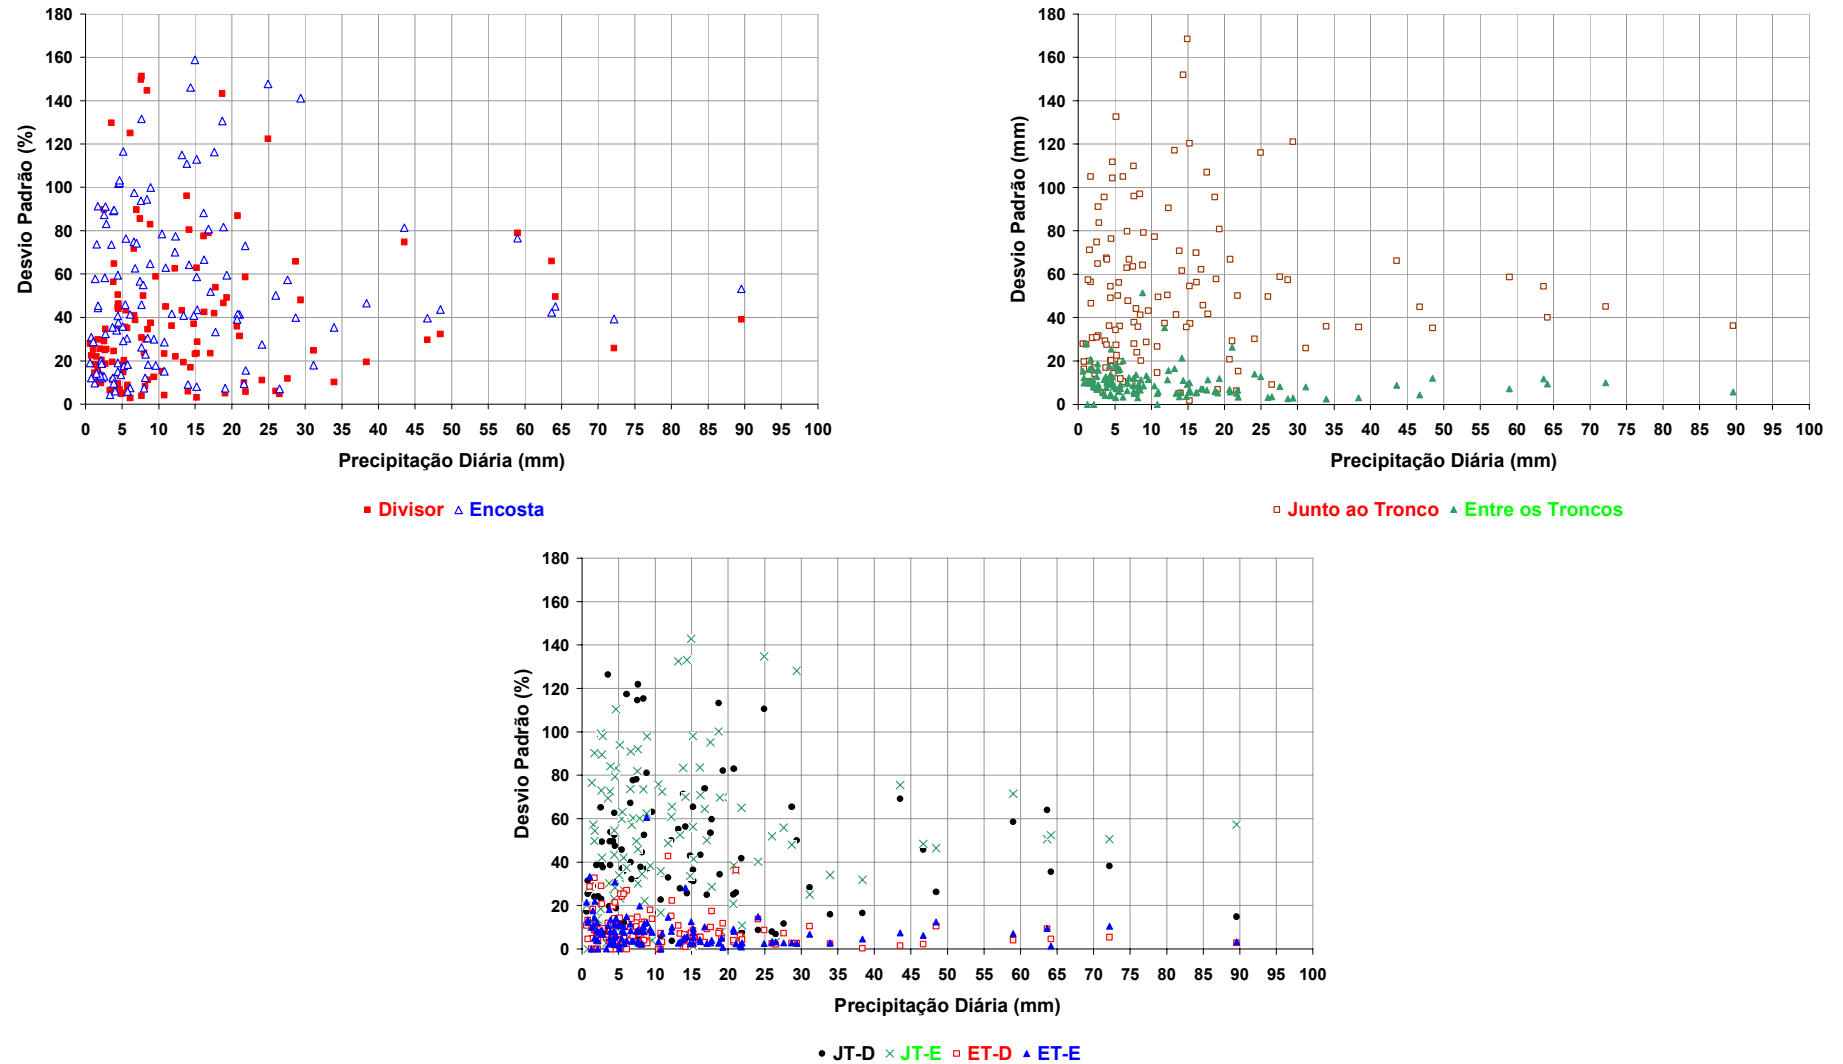 180
160
140
120
100
80
60
40
20
0
Desvio Padrão (%)
0 5 10 15 20 25 30 35 40 45 50 55 60 65 70 75 80 85 90 95 100
Precipitação Diária (mm)
Divisor Encosta
180
160
140
120
100
80
60
40
20
0
Desvio Padrão (mm)
0 5 10 15 20 25 30 35 40 45 50 55 60 65 70 75 80 85 90 95 100
Precipitação Diária (mm)
Junto ao Tronco Entre os Troncos
180
160
140
120
100
80
60
40
20
0
Desvio Padrão (%)
0 5 10 15 20 25 30 35 40 45 50 55 60 65 70 75 80 85 90 95 100
Precipitação Diária (mm)
JT-D JT-E ET-D ET-E